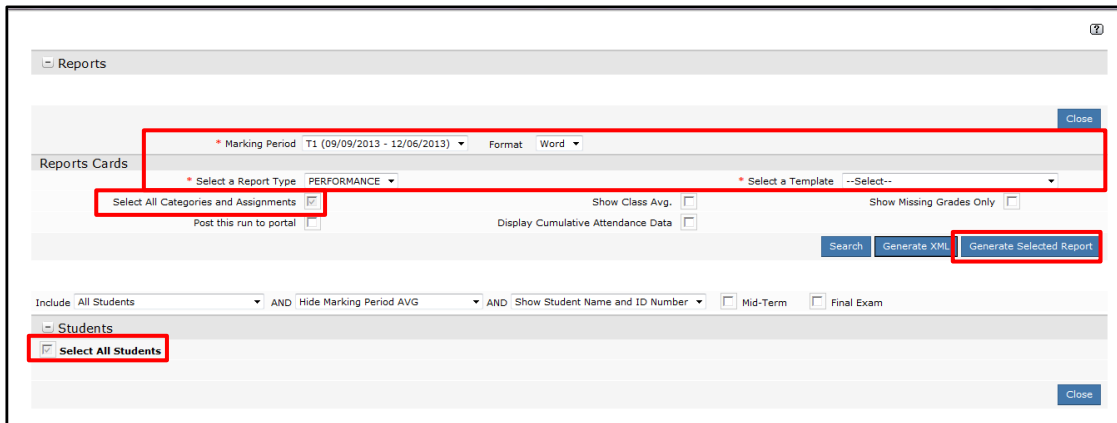 ?
Reports
Close
* Marking Period T1 (09/09/2013 - 12/06/2013) Format Word
Reports Cards
* Select a Report Type PERFORMANCE * Select a Template --Select--
Select All Categories and Assignments Show Class Avg. Show Missing Grades Only
Post this run to portal Display Cumulative Attendance Data
Search Generate XML Generate Selected Report
Include All Students AND Hide Marking Period AVG AND Show Student Name and ID Number Mid-Term Final Exam
Students
Select All Students
Close